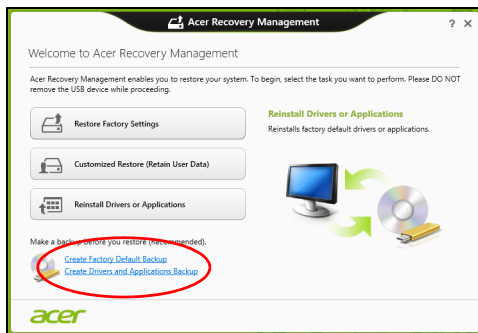 Acer Recovery Management
? X
Welcome to Acer Recovery Management
Acer Recovery Management enables you to restore your system. To begin, select the task you want to perform. Please DO NOT
remove the USB device while proceeding.
Restore Factory Settings
Customized Restore (Retain User Data)
Reinstall Drivers or Applications
Reinstall Drivers or Applications
Reinstalls factory default drivers or applications.
Make a backup before you restore (Recommended).
Create Factory Default Backup
Create Drivers and Applications Backup
acer